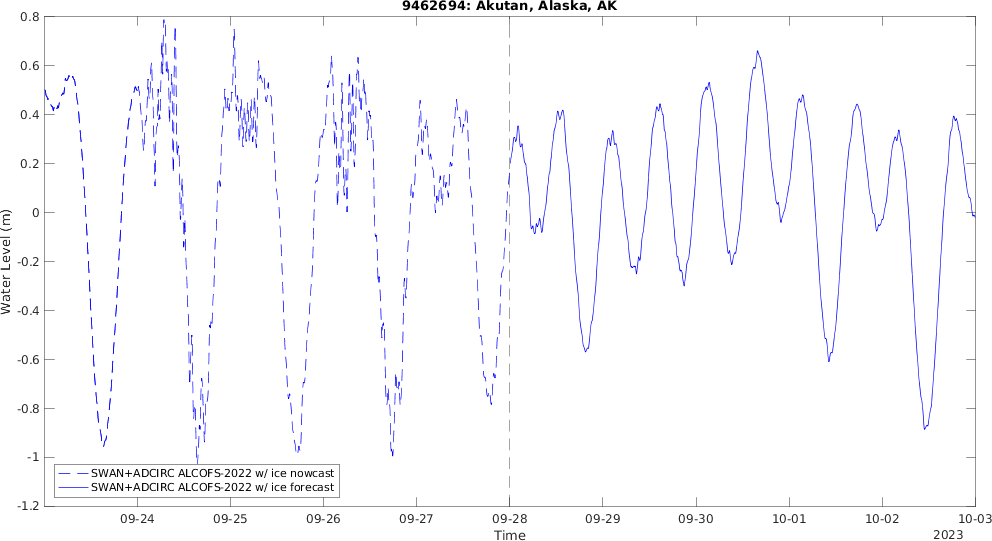 9462694: Akutan, Alaska, AK
0.8
0.6
0.4
0.2
0
-0.2
-0.4
-0.6
-0.8
-1
-1.2
Water Level (m)
SWAN+ADCIRC ALCOFS-2022 w/ ice nowcast
SWAN+ADCIRC ALCOFS-2022 w/ ice forecast
09-24 09-25 09-26 09-27 09-28 09-29 09-30 10-01 10-02 10-03
Time
2023